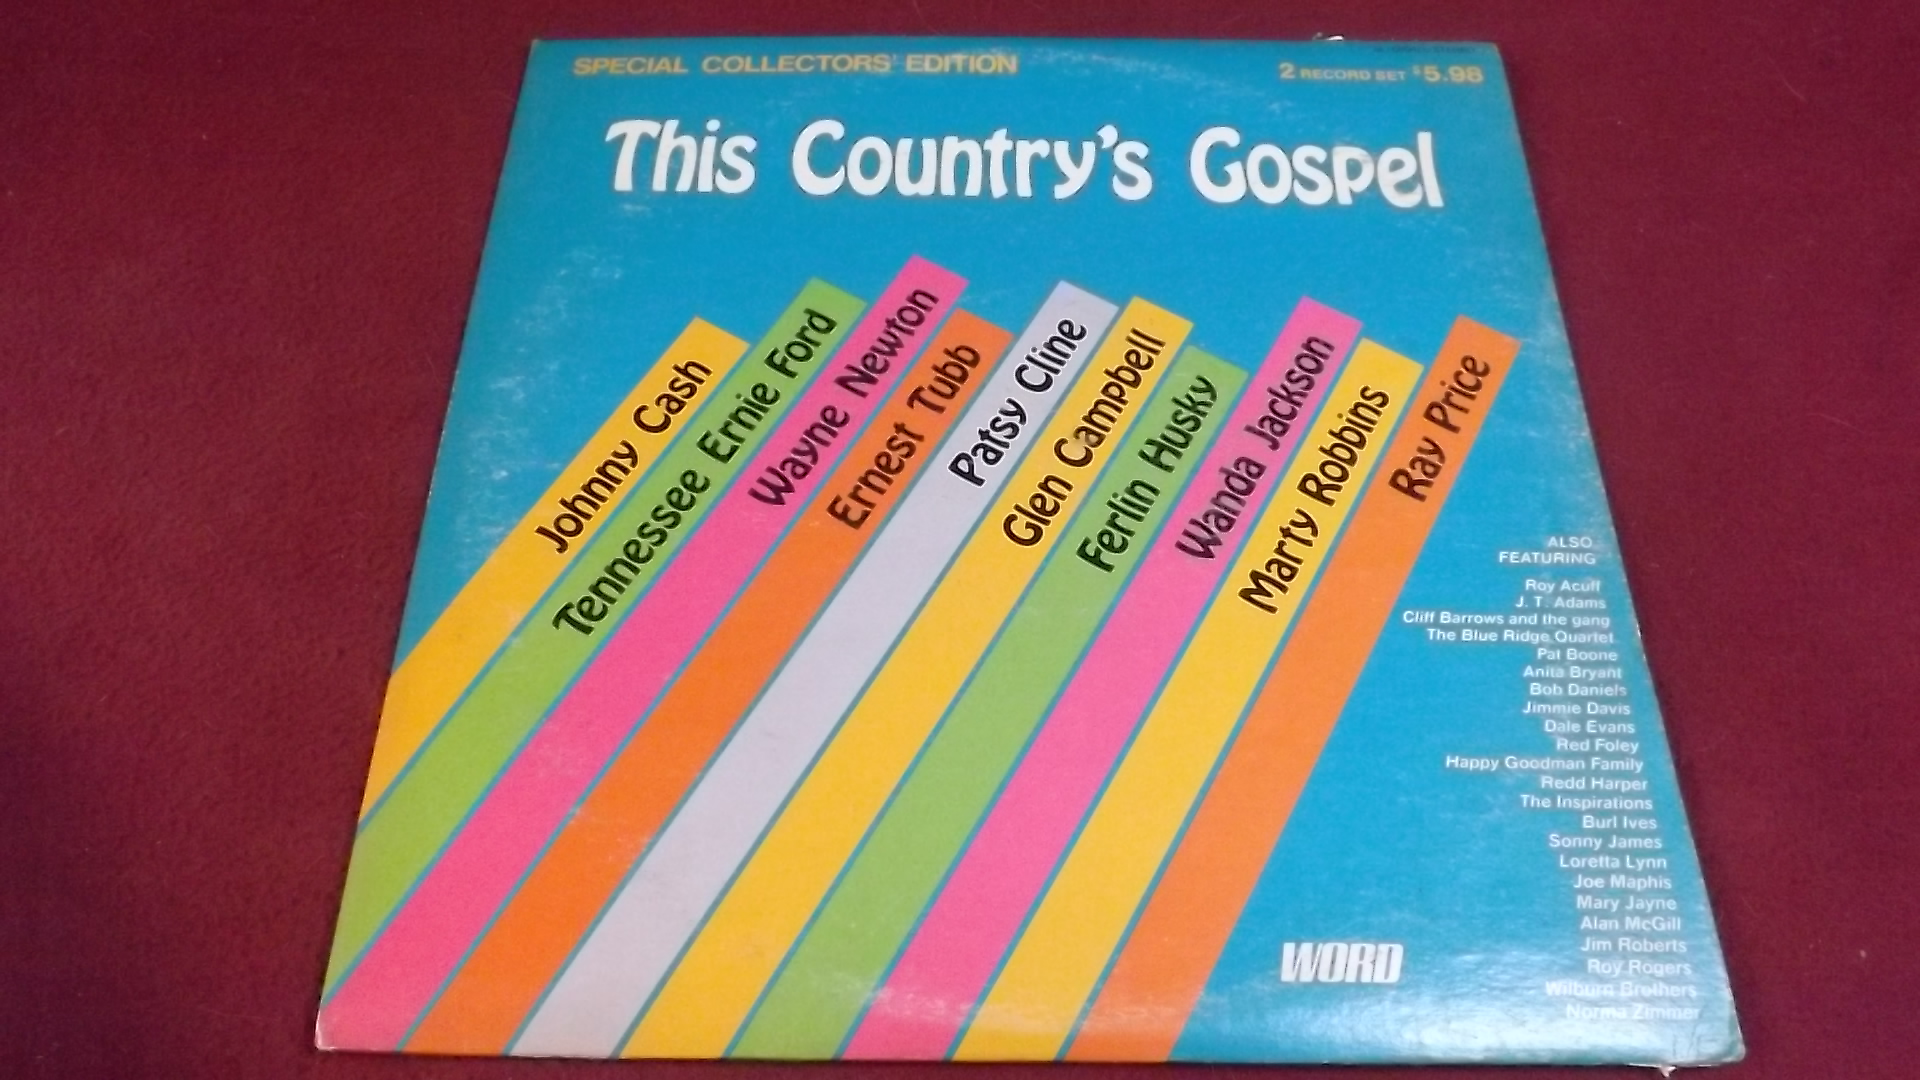 SPECIAL COLLECTORS' EDITION
2 RECORD SET $5.98
This Country's Gospel
Johnny Cash
Tennessee Ernie Ford
Wayne Newton
Ernest Tubb
Patsy Cline
Glen Campbell
Ferlin Husky
Wanda Jackson
Marty Robbins
Ray Price
ALSO
FEATURING
Roy Acuff
J. T. Adams
Cliff Barrows and the gang
The Blue Ridge Quartet
Pat Boone
Anita Bryant
Bob Daniels
Jimmie Davis
Dale Evans
Red Foley
Happy Goodman Family
Redd Harper
The Inspirations
Burl Ives
Sonny James
Loretta Lynn
Joe Maphis
Mary Jayne
Alan McGill
Jim Roberts
Roy Rogers
Wilburn Brothers
Norma Zimmer
WORD